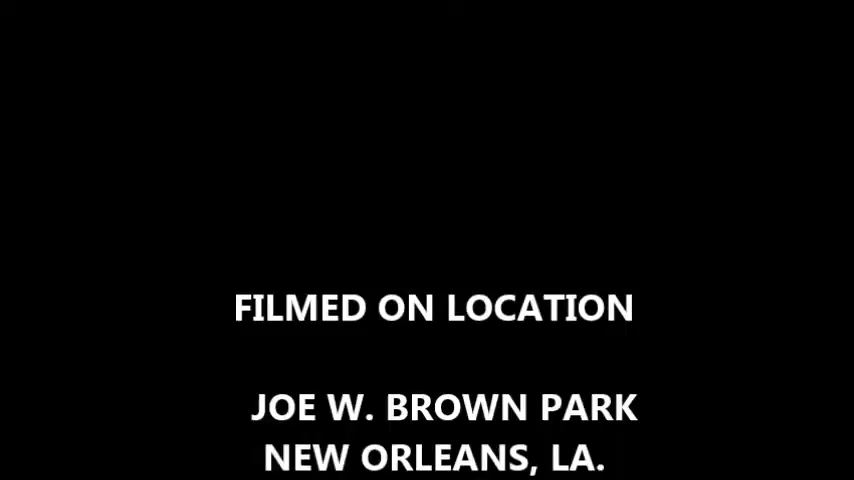 FILMED ON LOCATION
JOE W. BROWN PARK
NEW ORLEANS, LA.